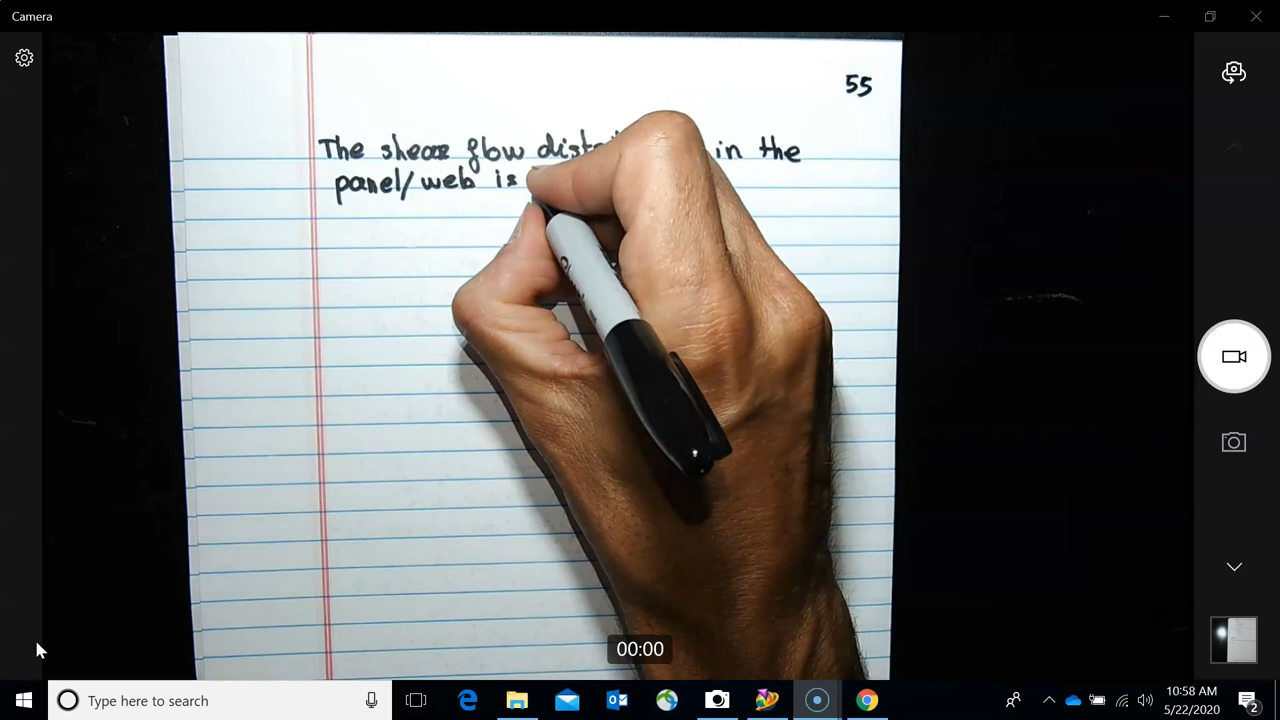 Camera
55
The shear flow in the
panel/web is
00:00
Type here to search
10:58 AM
5/22/2020
2